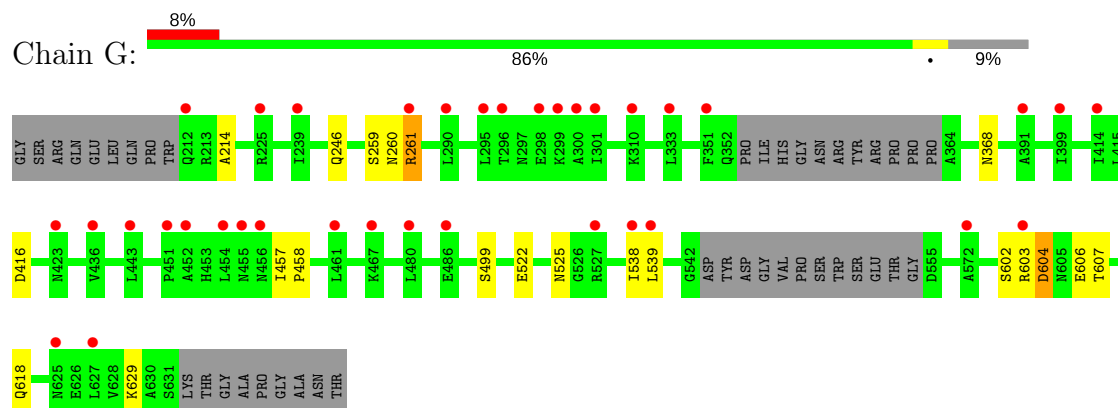 8%
Chain G:
86%
•
9%
GLY SER ARG GLN GLU LEU GLN PRO TRP Q212 R213 A214 R225 I239 Q246 S259 N260 R261 L290 L295 T296 N297 E298 K299 A300 I301 K310 L333 F351 Q352 PRO ILE HIS GLY ASN ARG TYR ARG PRO PRO PRO A364 N368 A391 I399 I414 L415
D416 N423 V436 L443 P451 A452 H453 L454 N455 N456 I457 P458 L461 K467 L480 E486 S499 E522 N525 G526 R527 I538 L539 G542 ASP TYR ASP GLY VAL PRO SER TRP SER GLU THR GLY D555 A572 S602 R603 D604 N605 E606 T607
Q618 N625 E626 L627 V628 K629 A630 S631 LYS THR GLY ALA PRO GLY ALA ASN THR